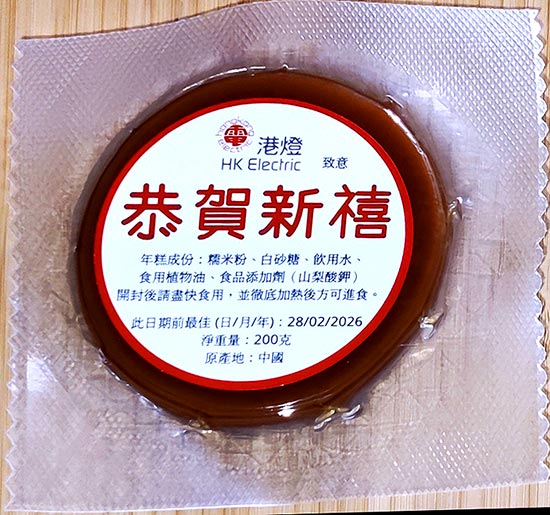 hongkong
電
electric
港燈
HK Electric 致意
恭賀新禧
年糕成份：糯米粉、白砂糖、飲用水、
食用植物油、食品添加劑（山梨酸鉀）
開封後請盡快食用，並徹底加熱後方可進食。
此日期前最佳 (日/月/年)：28/02/2026
淨重量：200克
原產地：中國